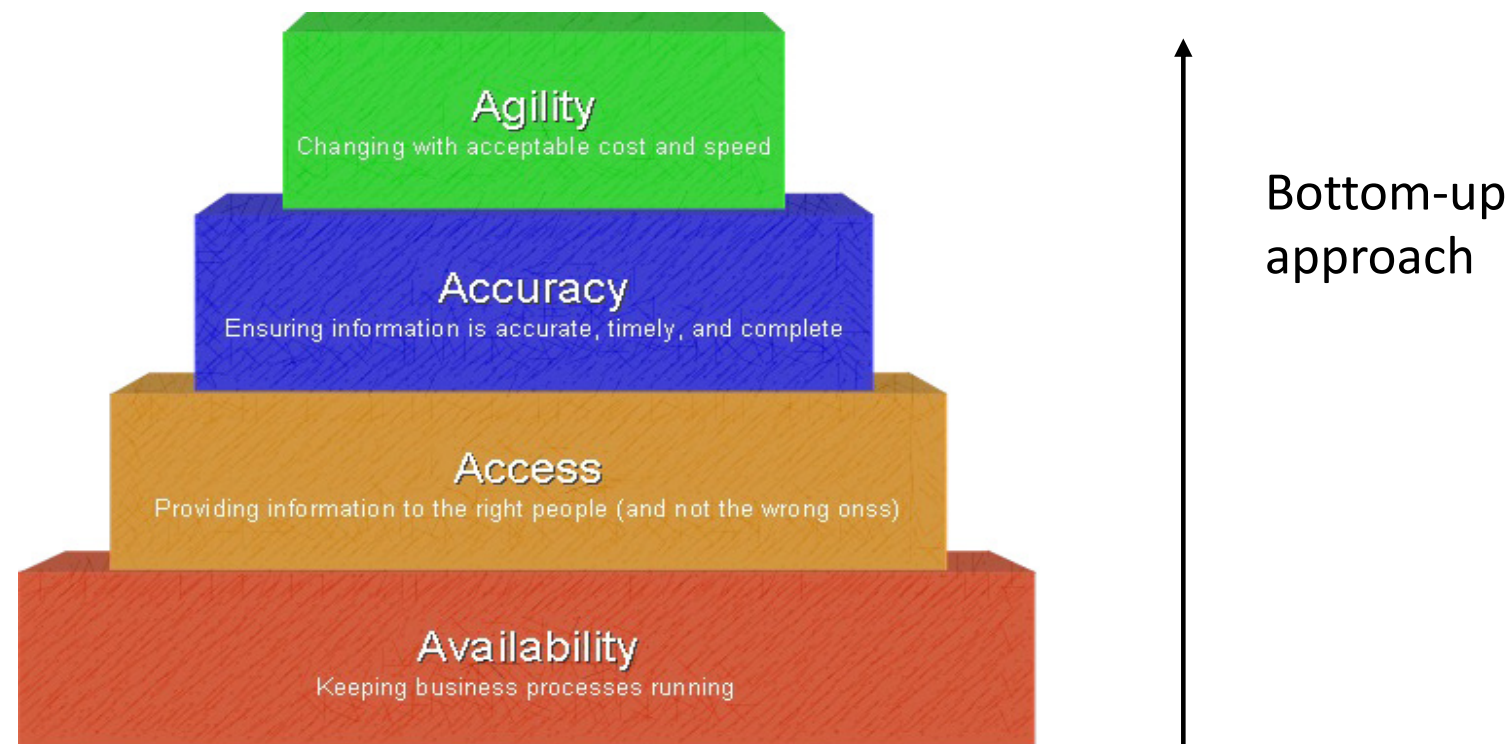 Agility
Changing with acceptable cost and speed
Accuracy
Ensuring information is accurate, timely, and complete
Access
Providing information to the right people (and not the wrong onss)
Availability
Keeping business processes running
Bottom-up
approach